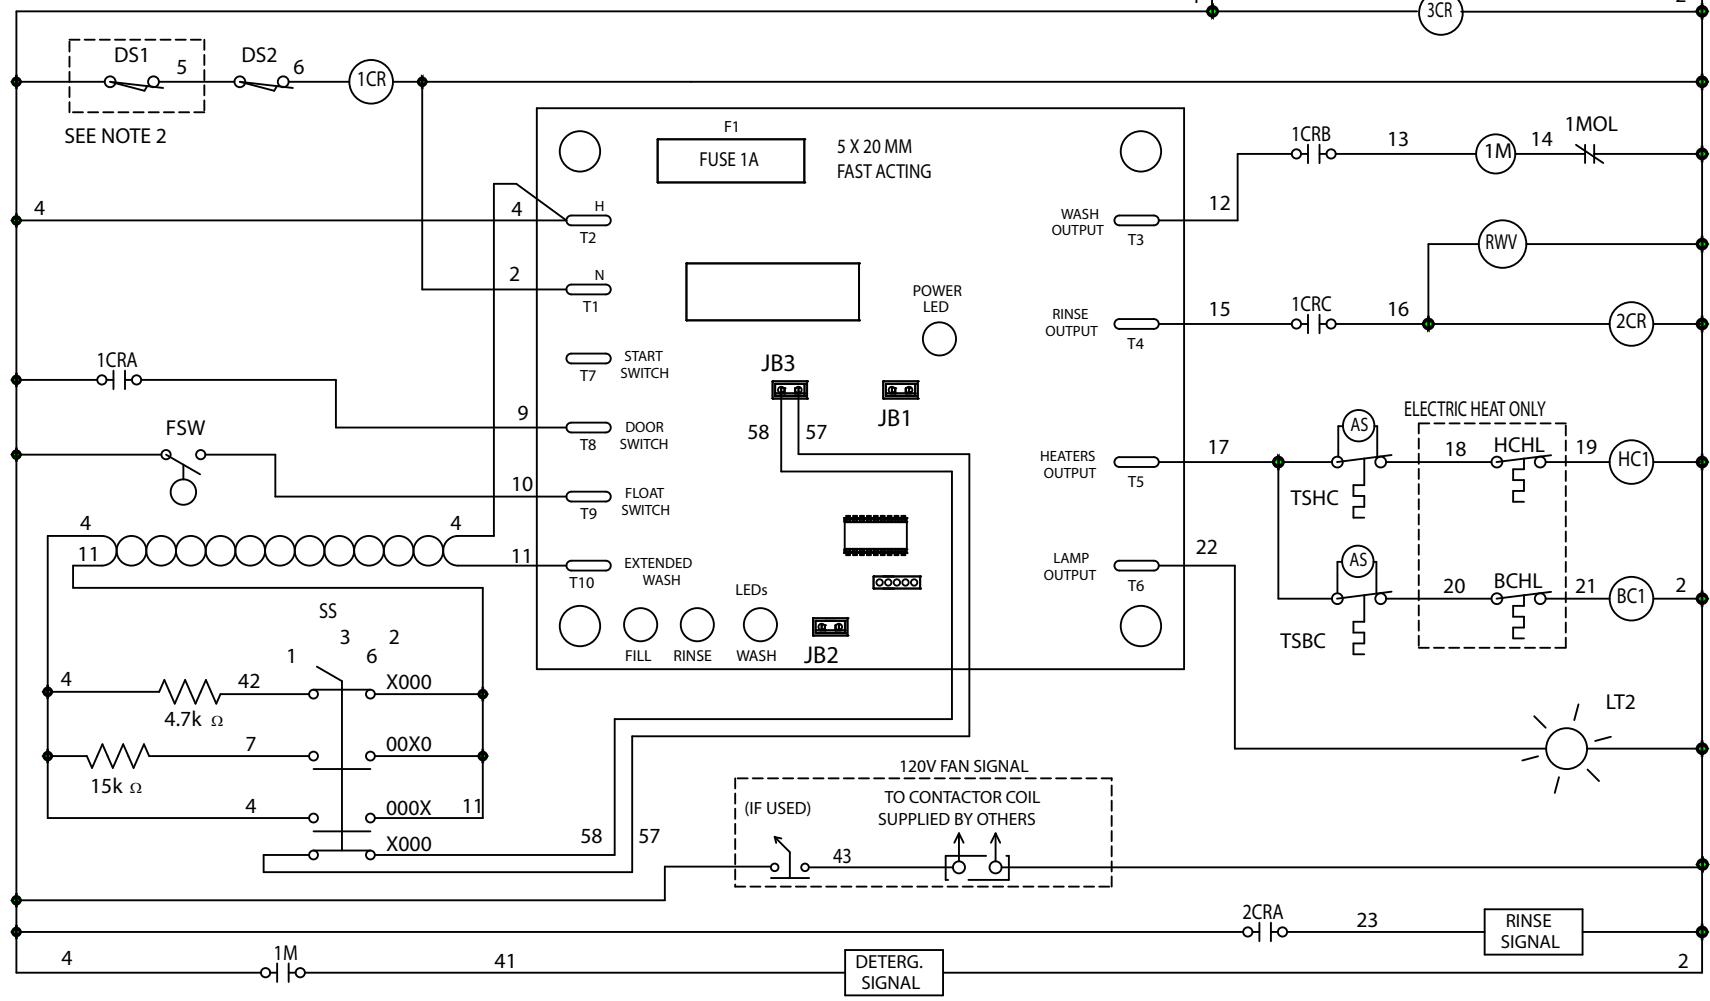 3CR
DS1
5
DS2
6
1CR
SEE NOTE 2
F1
FUSE 1A
5 X 20 MM
FAST ACTING
1CRB
13
1M
14
1MOL
4
4
H
T2
WASH
OUTPUT
T3
12
RWV
2
N
T1
POWER
LED
RINSE
OUTPUT
T4
15
1CRC
16
2CR
1CRA
START
SWITCH
T7
JB3
JB1
9
DOOR
SWITCH
T8
58
57
ELECTRIC HEAT ONLY
FSW
HEATERS
OUTPUT
T5
17
AS
TSHC
18
HCHL
19
HC1
10
FLOAT
SWITCH
T9
4
4
11
11
EXTENDED
WASH
T10
LAMP
OUTPUT
T6
22
AS
TSBC
20
BCHL
21
BC1
2
LEDs
FILL
RINSE
WASH
JB2
SS
3
2
1
6
4
42
X000
4.7k Ω
7
00X0
15k Ω
4
000X
11
X000
58
57
LT2
120V FAN SIGNAL
(IF USED)
TO CONTACTOR COIL
SUPPLIED BY OTHERS
43
2CRA
23
RINSE
SIGNAL
4
1M
41
DETERG.
SIGNAL
2